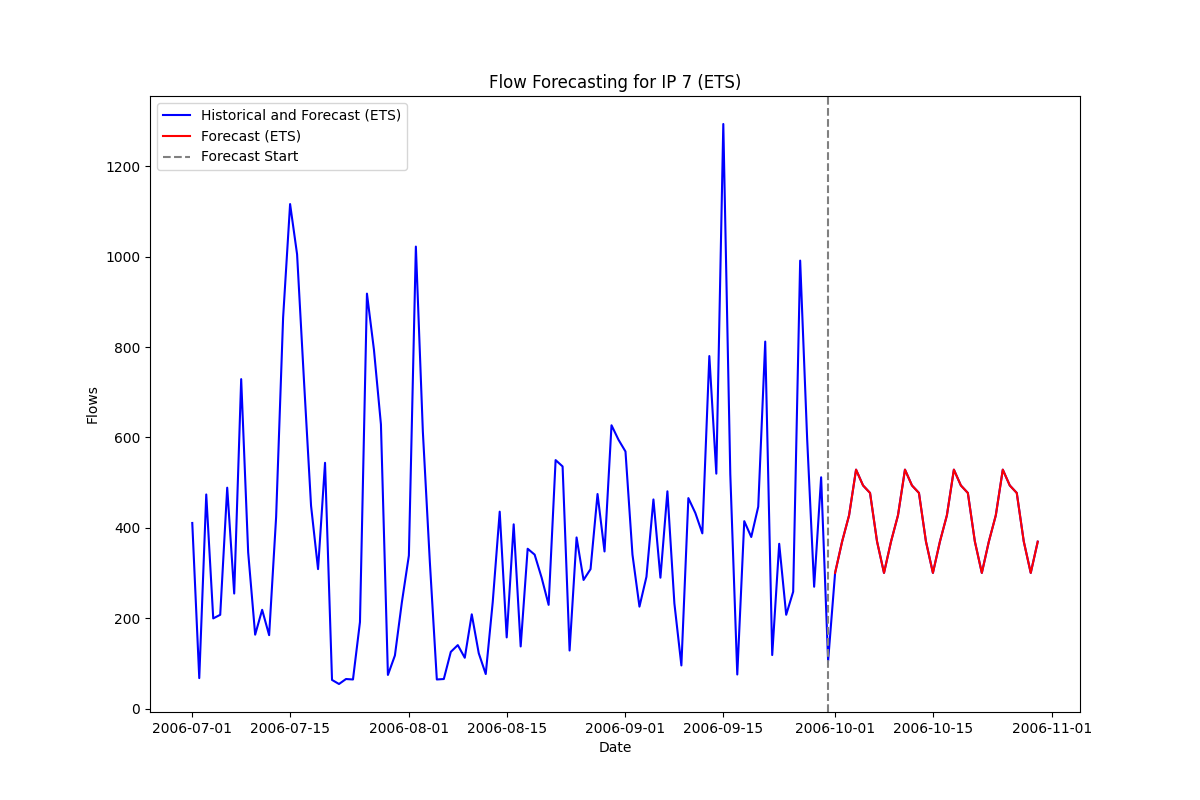 Flow Forecasting for IP 7 (ETS)
Historical and Forecast (ETS)
Forecast (ETS)
Forecast Start
1200
1000
800
600
400
200
0
Flows
2006-07-01 2006-07-15 2006-08-01 2006-08-15 2006-09-01 2006-09-15 2006-10-01 2006-10-15 2006-11-01
Date